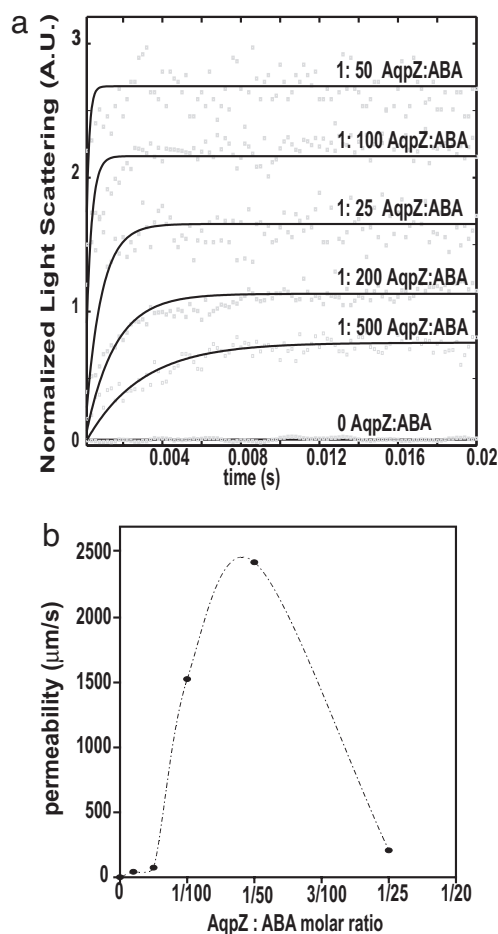 a
Normalized Light Scattering (A.U.)
3
2
1
0
1: 50 AqpZ:ABA
1: 100 AqpZ:ABA
1: 25 AqpZ:ABA
1: 200 AqpZ:ABA
1: 500 AqpZ:ABA
0 AqpZ:ABA
0.004 0.008 0.012 0.016 0.02
time (s)
b
permeability (μm/s)
2500
2000
1500
1000
500
0
0 1/100 1/50 3/100 1/25 1/20
AqpZ : ABA molar ratio